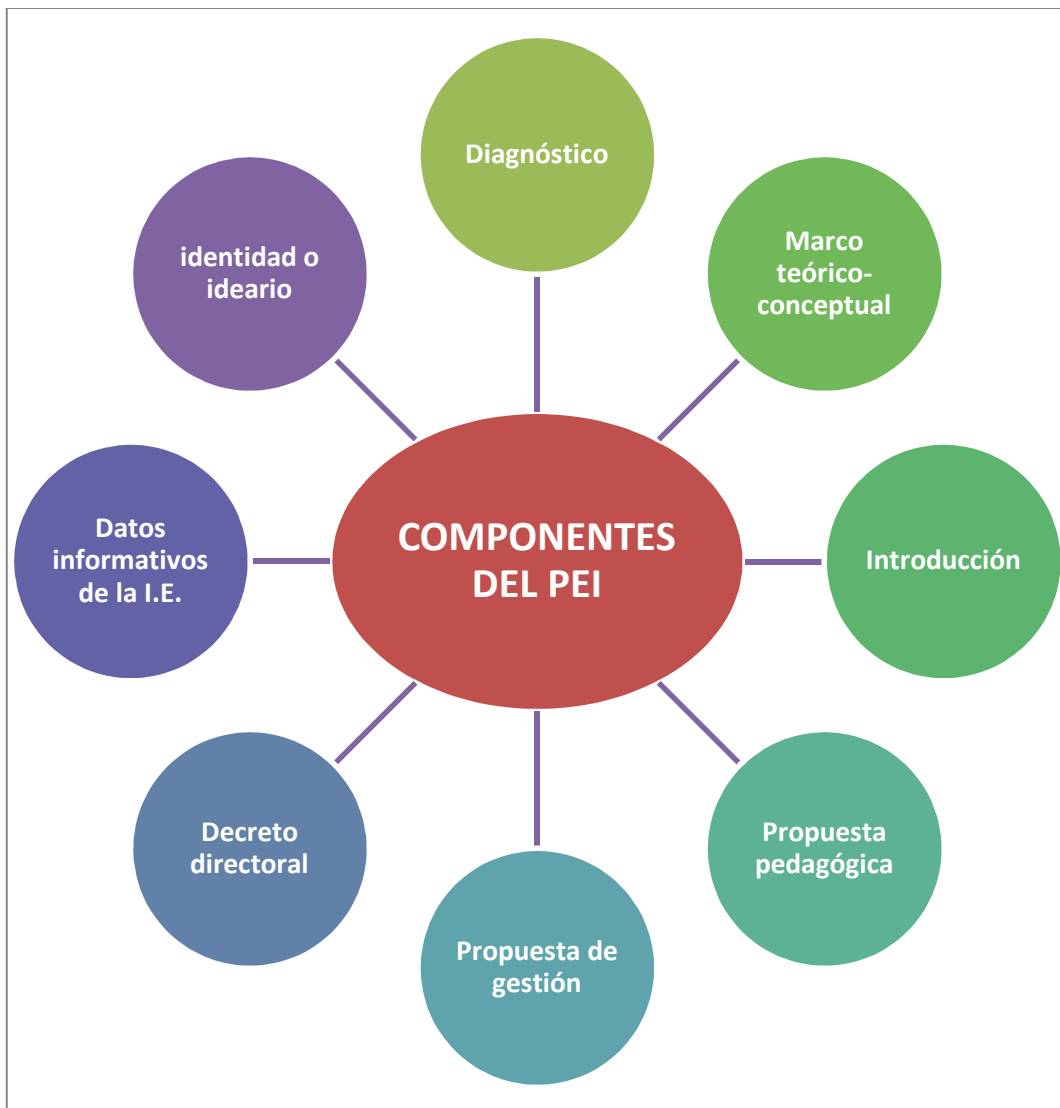 Diagnóstico
Marco
teórico-
conceptual
Introducción
Propuesta
pedagógica
Propuesta de
gestión
Decreto
directoral
Datos
informativos
de la I.E.
identidad o
ideario
COMPONENTES
DEL PEI